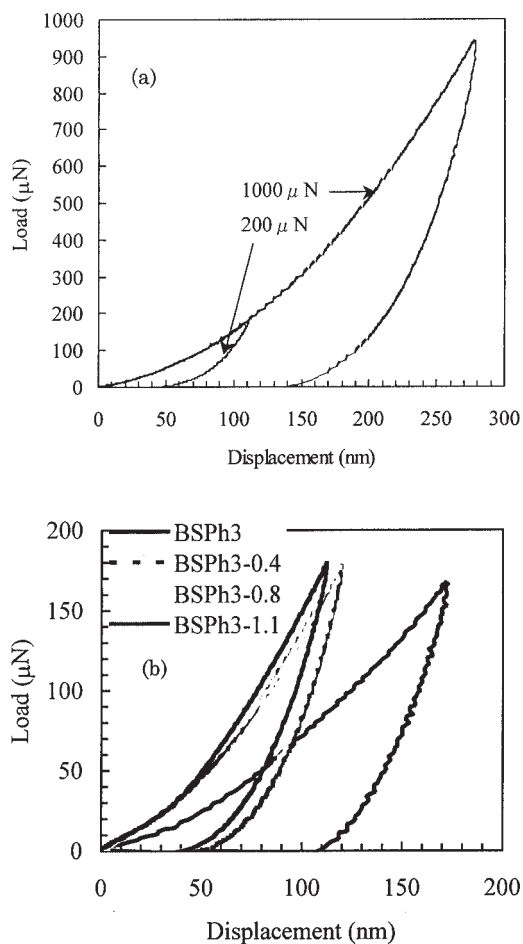 1000
(a)
900
800
700
600
500
400
300
200
100
0
Load (μN)
1000 μ N
200 μ N
0 50 100 150 200 250 300
Displacement (nm)
200
150
100
50
0
Load (μN)
BSPh3
BSPh3-0.4
BSPh3-0.8
BSPh3-1.1
(b)
0 50 100 150 200
Displacement (nm)